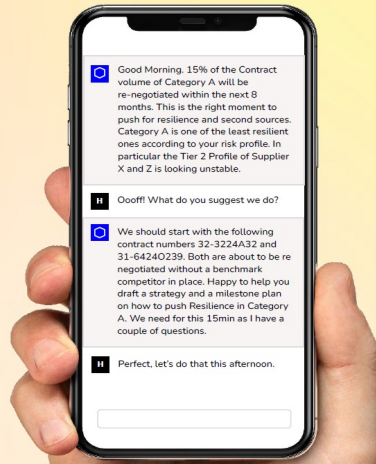 Good Morning. 15% of the Contract
volume of Category A will be
re-negotiated within the next 8
months. This is the right moment to
push for resilience and second sources.
Category A is one of the least resilient
ones according to your risk profile. In
particular the Tier 2 Profile of Supplier
X and Z is looking unstable.
H Oooff! What do you suggest we do?
We should start with the following
contract numbers 32-3224A32 and
31-6424O239. Both are about to be re
negotiated without a benchmark
competitor in place. Happy to help you
draft a strategy and a milestone plan
on how to push Resilience in Category
A. We need for this 15min as I have a
couple of questions.
H Perfect, let's do that this afternoon.